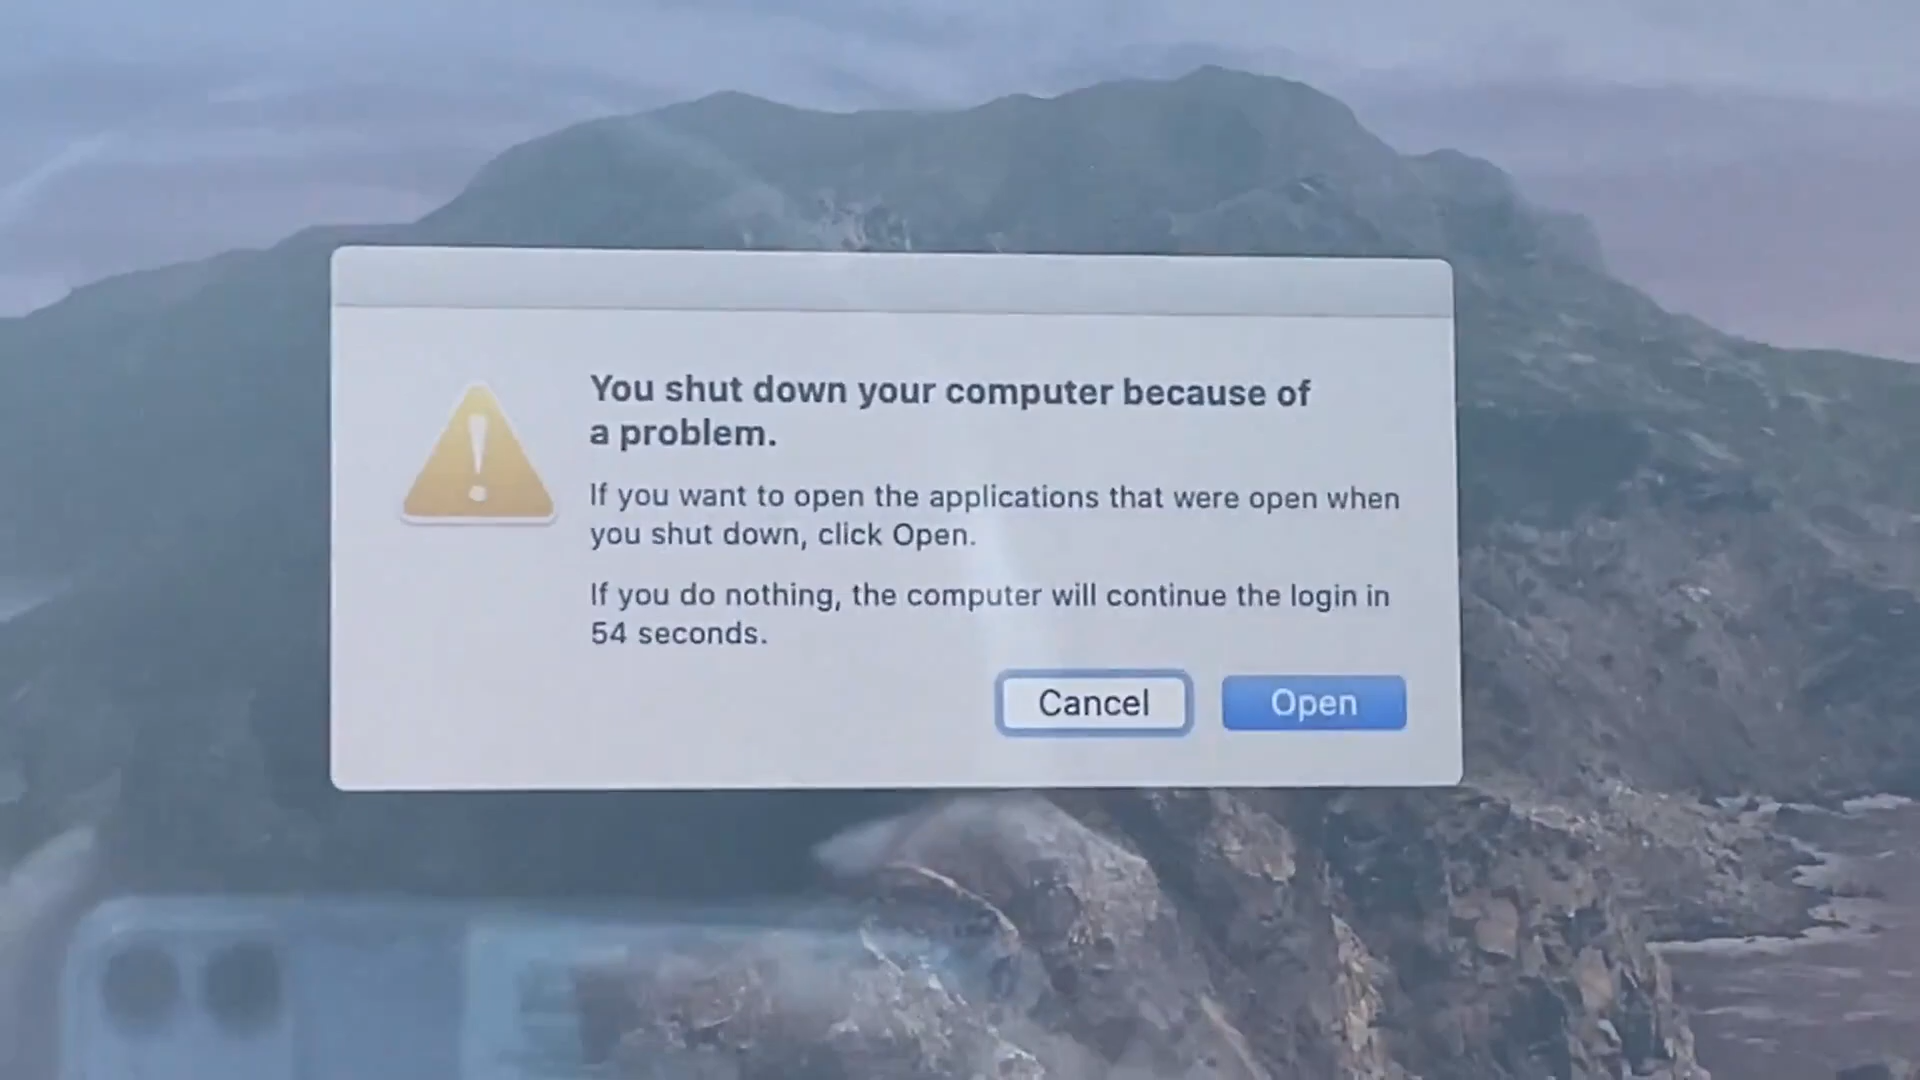 You shut down your computer because of
a problem.
If you want to open the applications that were open when
you shut down, click Open.
If you do nothing, the computer will continue the login in
54 seconds.
Cancel Open